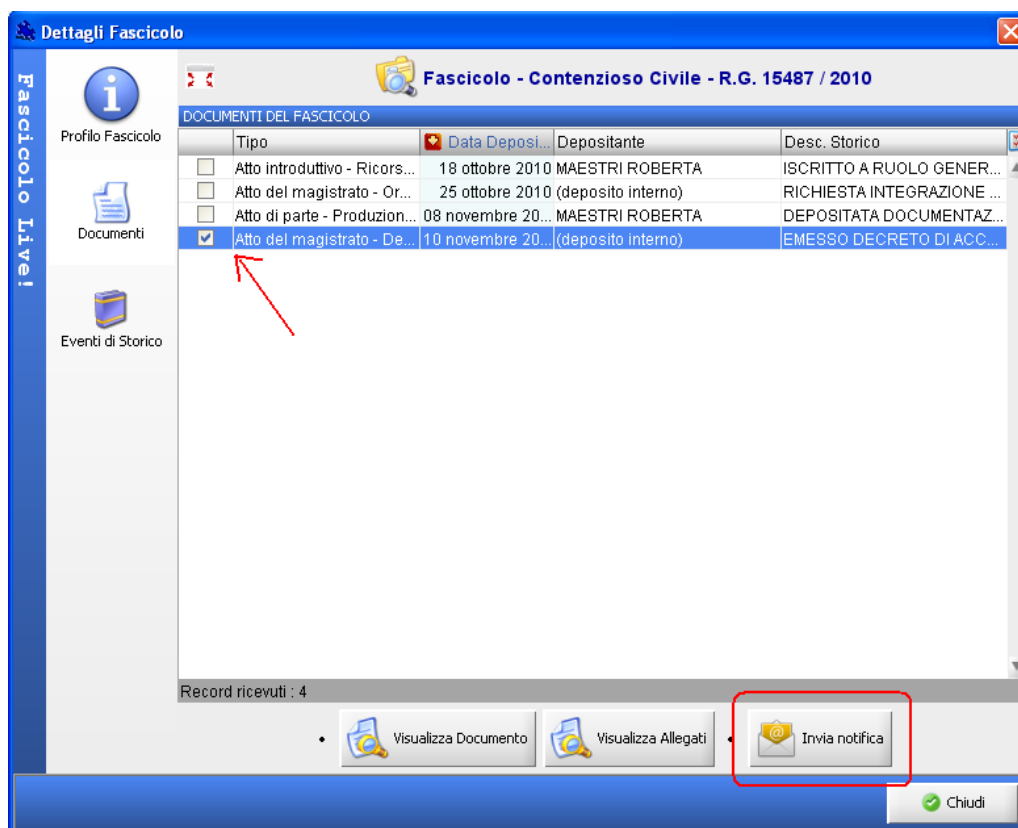 Dettagli Fascicolo
Fascicolo Live!
Profilo Fascicolo
Documenti
Eventi di Storico
Fascicolo - Contenzioso Civile - R.G. 15487 / 2010
DOCUMENTI DEL FASCICOLO
Tipo Data Deposi... Depositante Desc. Storico
Atto introduttivo - Ricors... 18 ottobre 2010 MAESTRI ROBERTA ISCRITTO A RUOLO GENER...
Atto del magistrato - Or... 25 ottobre 2010 (deposito interno) RICHIESTA INTEGRAZIONE ...
Atto di parte - Produzion... 08 novembre 20... MAESTRI ROBERTA DEPOSITATA DOCUMENTAZ...
Atto del magistrato - De... 10 novembre 20... (deposito interno) EMESSO DECRETO DI ACC...
Record ricevuti : 4
Visualizza Documento Visualizza Allegati Invia notifica
Chiudi